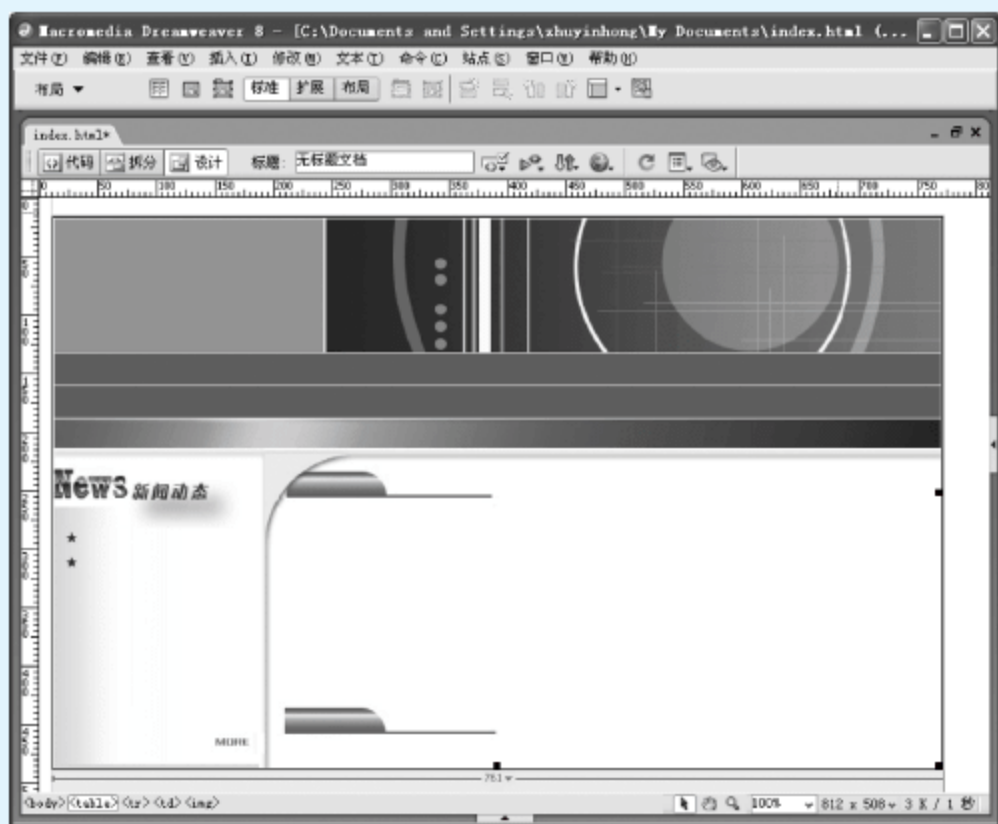 Macromedia Dreamweaver 8 - [C:\Documents and Settings\zhuyinhong\My Documents\index.html (...
文件(F) 编辑(E) 查看(V) 插入(I) 修改(M) 文本(T) 命令(C) 站点(S) 窗口(W) 帮助(H)
布局 标准 扩展 布局
index.html*
代码 拆分 设计 标题: 无标题文档
0 50 100 150 200 250 300 350 400 450 500 550 600 650 700 750 80
News 新闻动态
★
★
MORE
761
<body> <table> <tr> <td> <img> 100% 812 x 508 3 K / 1 秒